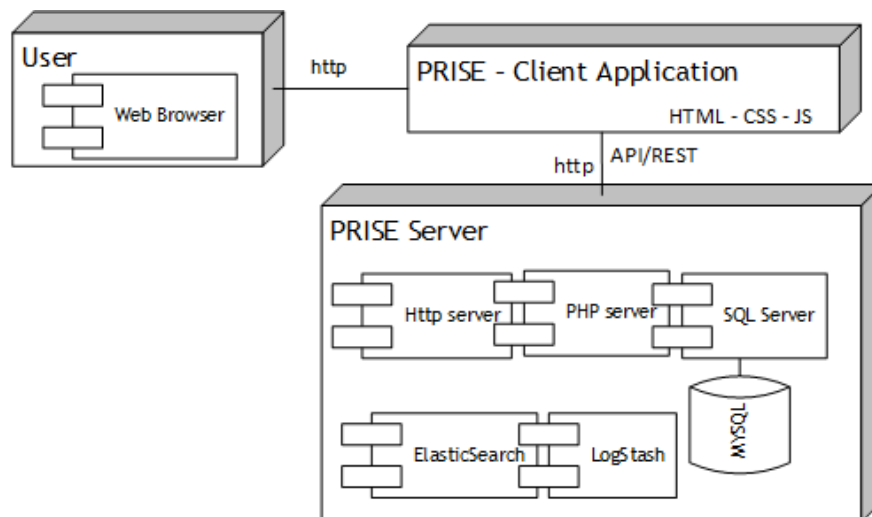 User
Web Browser
http
PRISE - Client Application
HTML - CSS - JS
http
API/REST
PRISE Server
Http server
PHP server
SQL Server
MYSQL
ElasticSearch
LogStash